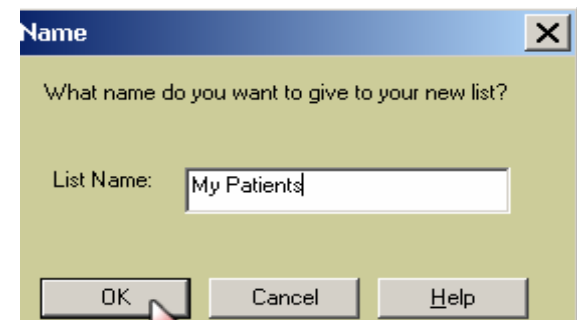 Name
What name do you want to give to your new list?
List Name: My Patients
OK Cancel Help